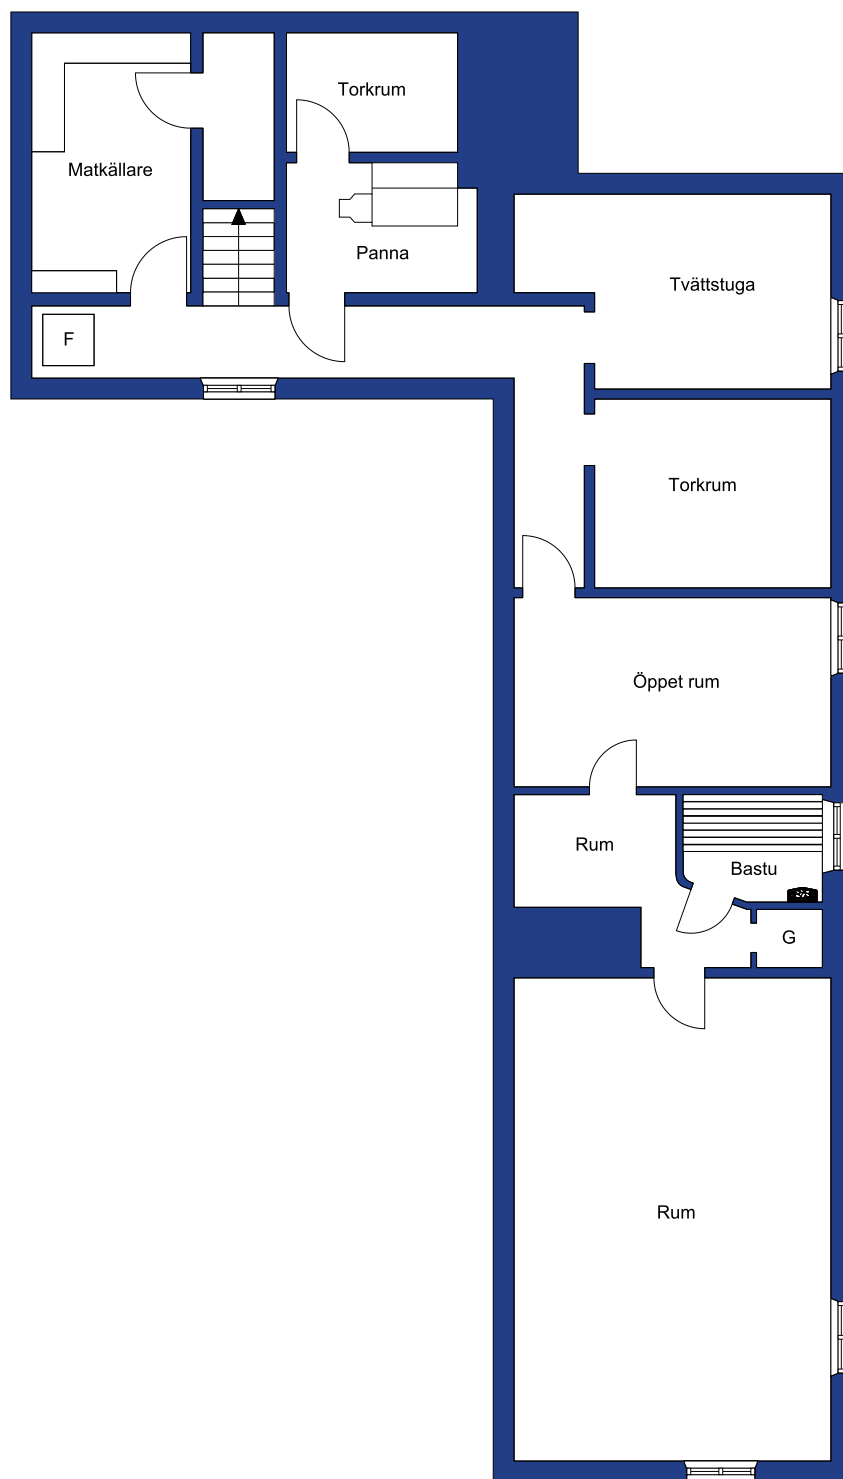 Torkrum
Matkällare
Panna
Tvättstuga
F
Torkrum
Öppet rum
Rum
Bastu
G
Rum